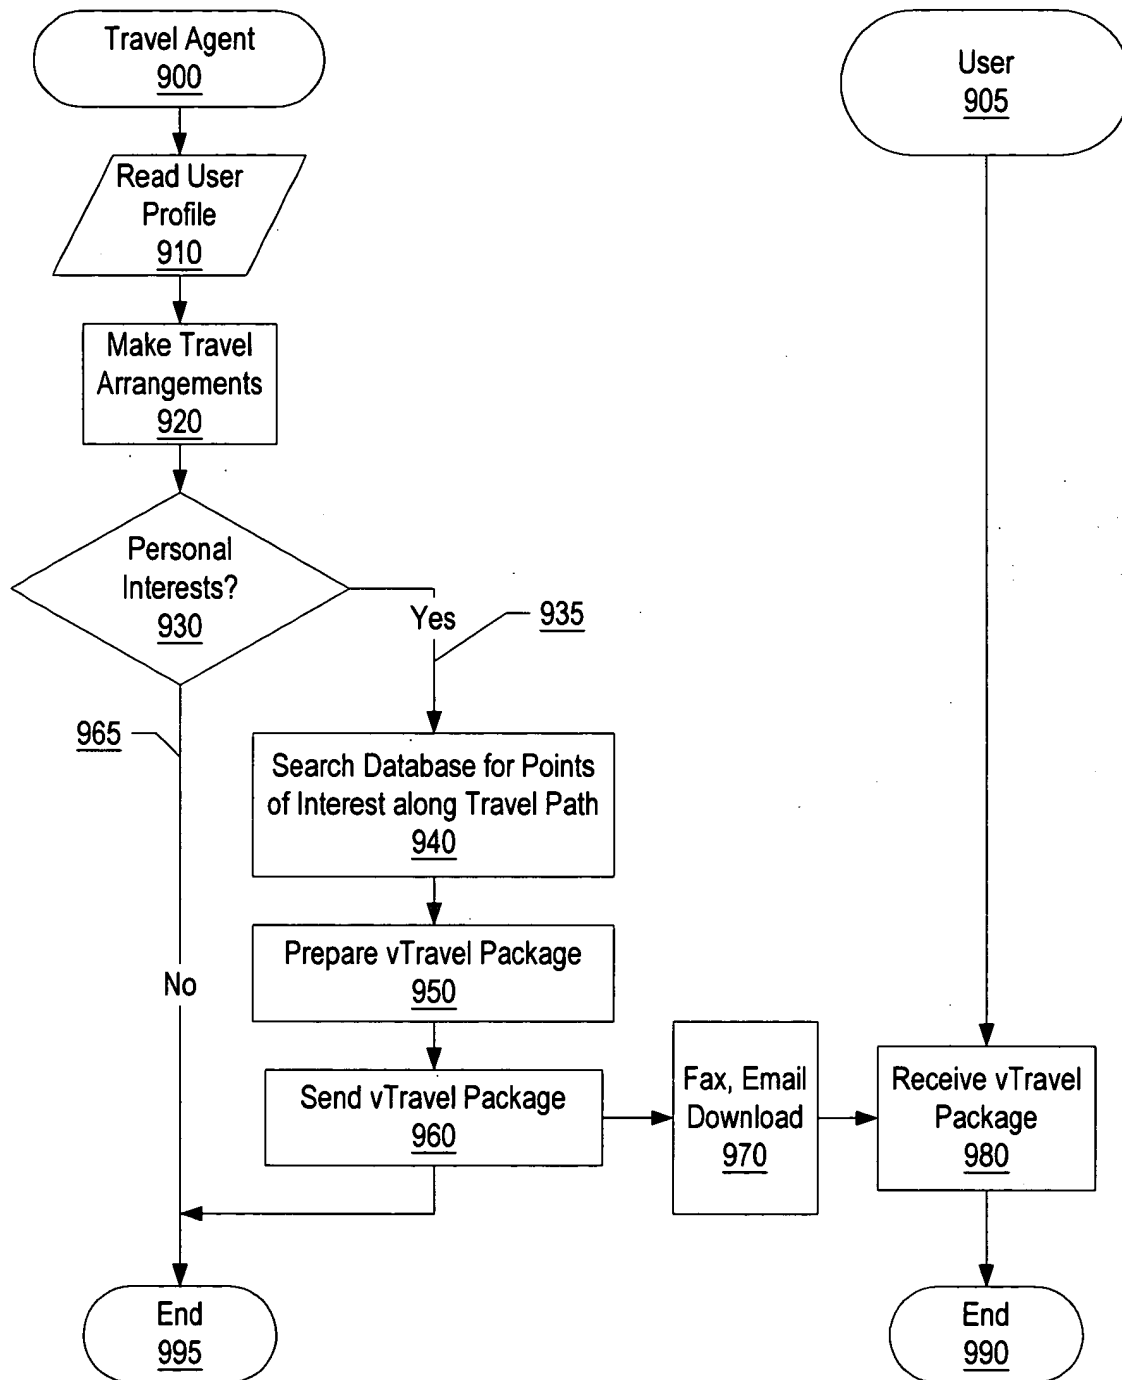 Travel Agent
900
User
905
Read User
Profile
910
Make Travel
Arrangements
920
Personal
Interests?
930
Yes
935
965
Search Database for Points
of Interest along Travel Path
940
Prepare vTravel Package
950
No
Send vTravel Package
960
Fax, Email
Download
970
Receive vTravel
Package
980
End
995
End
990